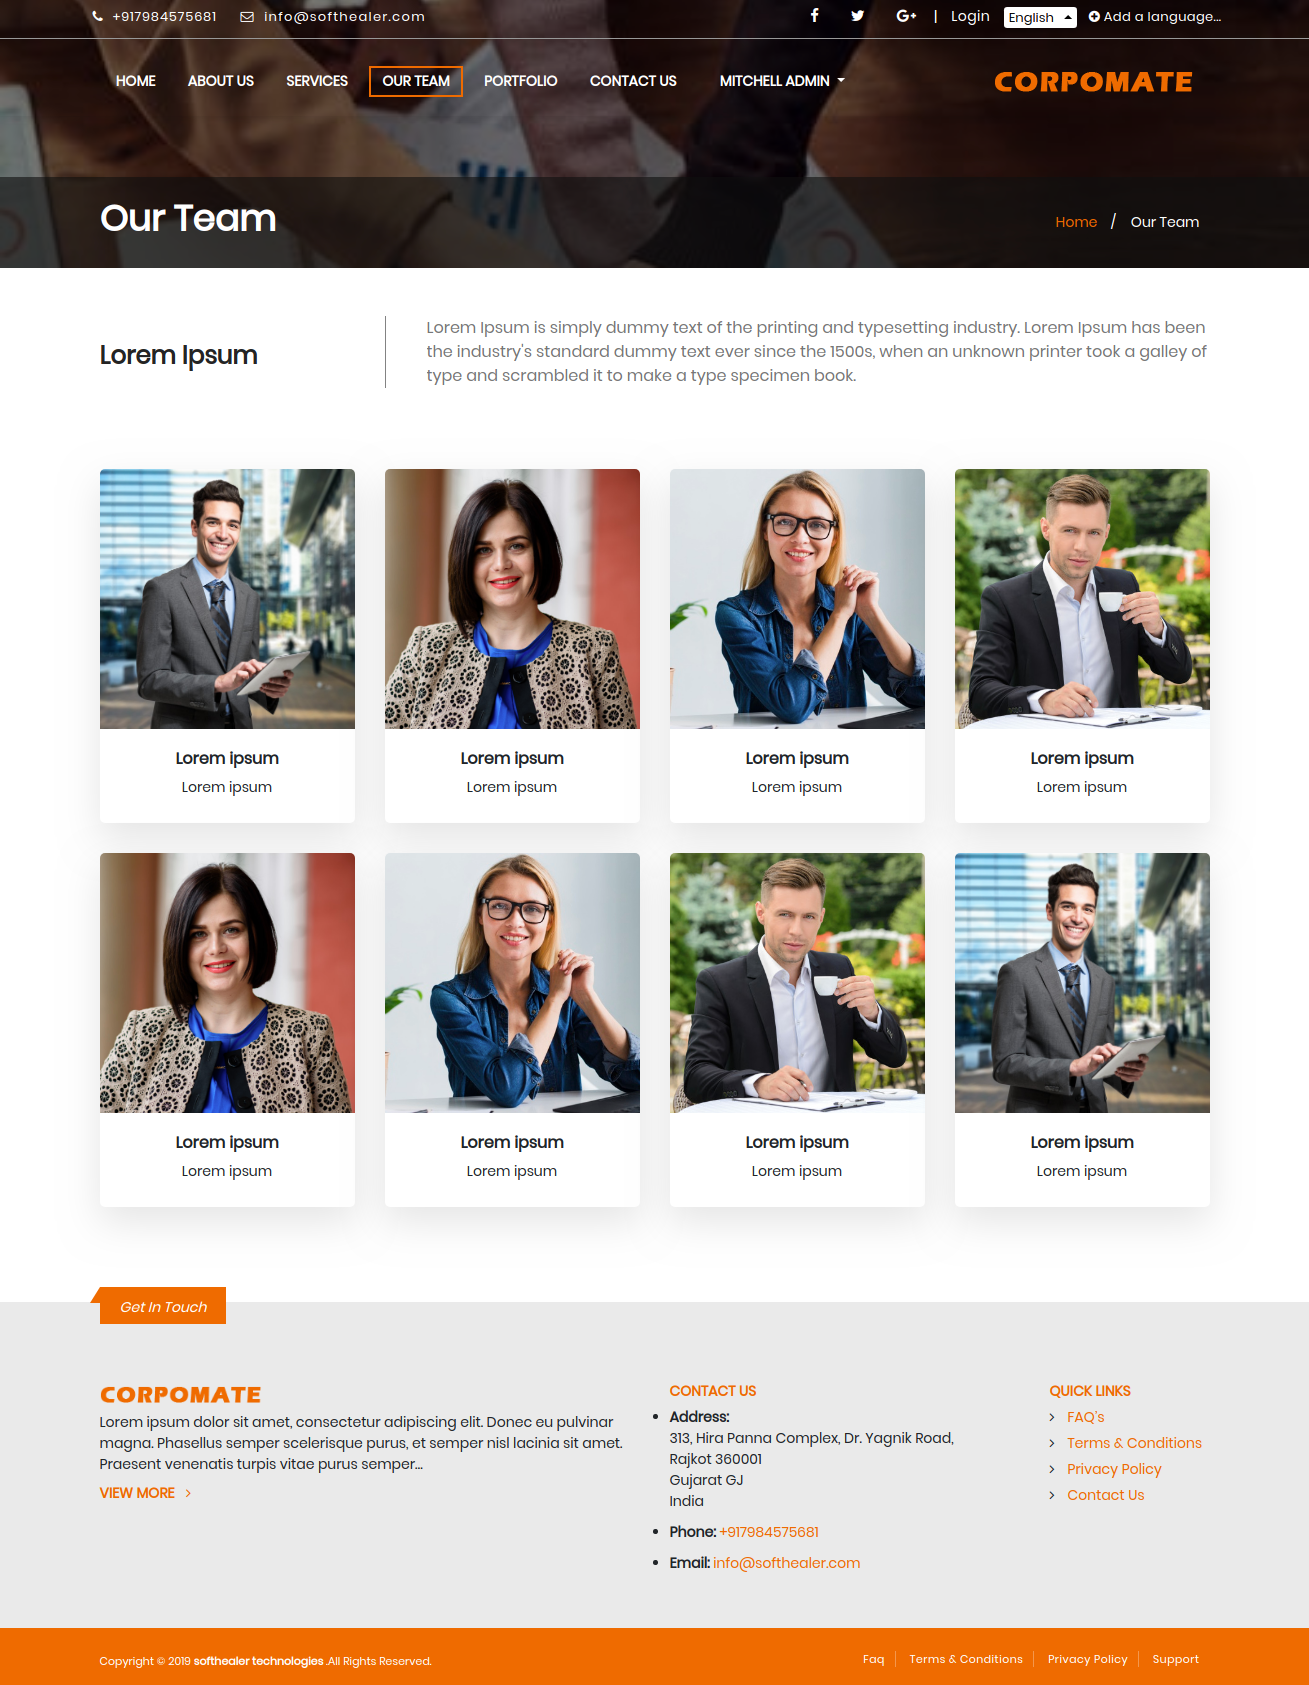 +917984575681 info@softhealer.com | Login English Add a language...
HOME ABOUT US SERVICES OUR TEAM PORTFOLIO CONTACT US MITCHELL ADMIN CORPOMATE
Our Team
Home / Our Team
Lorem Ipsum
Lorem Ipsum is simply dummy text of the printing and typesetting industry. Lorem Ipsum has been
the industry's standard dummy text ever since the 1500s, when an unknown printer took a galley of
type and scrambled it to make a type specimen book.
Lorem ipsum Lorem ipsum Lorem ipsum Lorem ipsum
Lorem ipsum Lorem ipsum Lorem ipsum Lorem ipsum
Lorem ipsum Lorem ipsum Lorem ipsum Lorem ipsum
Lorem ipsum Lorem ipsum Lorem ipsum Lorem ipsum
Get In Touch
CORPOMATE
Lorem ipsum dolor sit amet, consectetur adipiscing elit. Donec eu pulvinar
magna. Phasellus semper scelerisque purus, et semper nisl lacinia sit amet.
Praesent venenatis turpis vitae purus semper...
VIEW MORE
CONTACT US
Address:
313, Hira Panna Complex, Dr. Yagnik Road,
Rajkot 360001
Gujarat GJ
India
Phone: +917984575681
Email: info@softhealer.com
QUICK LINKS
FAQ's
Terms & Conditions
Privacy Policy
Contact Us
Copyright © 2019 softhealer technologies .All Rights Reserved.
Faq Terms & Conditions Privacy Policy Support